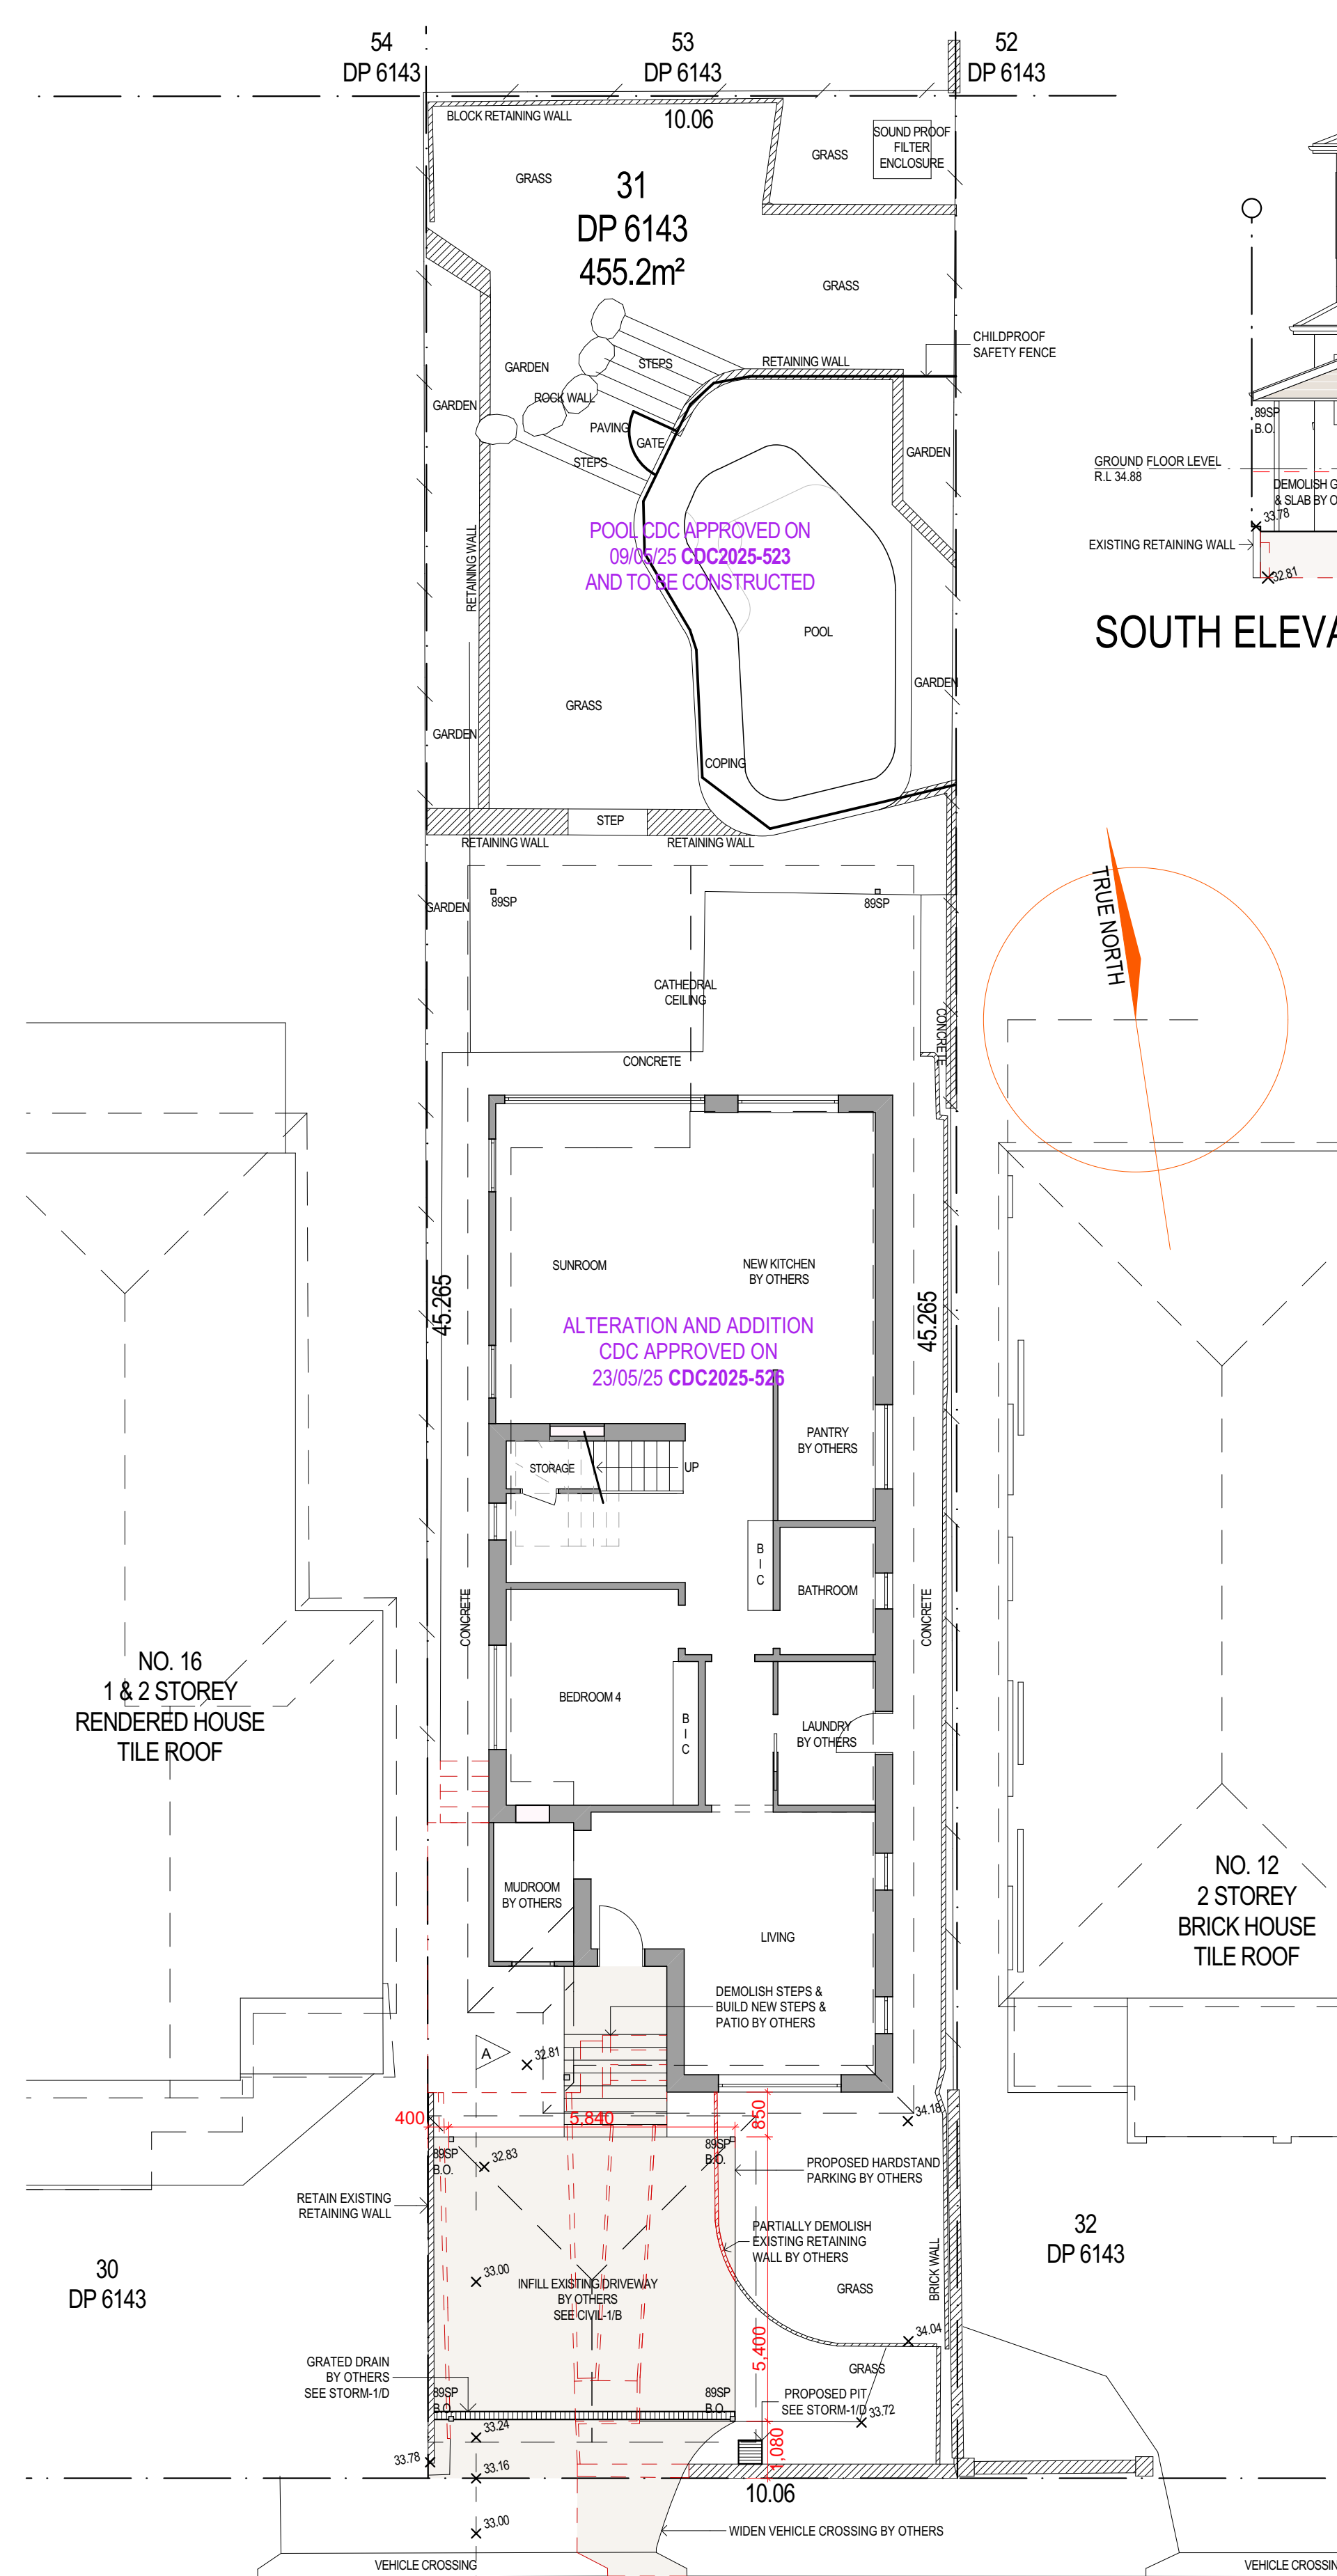 54
DP 6143
53
DP 6143
52
DP 6143
BLOCK RETAINING WALL
10.06
SOUND PROOF
FILTER
ENCLOSURE
GRASS
GRASS
31
DP 6143
455.2m²
GRASS
CHILDPROOF
SAFETY FENCE
RETAINING WALL
STEPS
GARDEN
ROCK WALL
GARDEN
PAVING
GATE
STEPS
GARDEN
89SP
B.O.
GROUND FLOOR LEVEL
R.L 34.88
DEMOLISH G
& SLAB BY O
33.78
EXISTING RETAINING WALL
32.81
SOUTH ELEVA
POOL CDC APPROVED ON
09/05/25 CDC2025-523
AND TO BE CONSTRUCTED
RETAINING WALL
POOL
GARDEN
GRASS
GARDEN
COPING
STEP
RETAINING WALL
RETAINING WALL
TRUE NORTH
GARDEN
89SP
89SP
CATHEDRAL
CEILING
CONCRETE
CONCRETE
SUNROOM
NEW KITCHEN
BY OTHERS
45.265
45.265
ALTERATION AND ADDITION
CDC APPROVED ON
23/05/25 CDC2025-526
PANTRY
BY OTHERS
STORAGE
UP
B
I
C
BATHROOM
CONCRETE
CONCRETE
NO. 16
1 & 2 STOREY
RENDERED HOUSE
TILE ROOF
BEDROOM 4
B
I
C
LAUNDRY
BY OTHERS
NO. 12
2 STOREY
BRICK HOUSE
TILE ROOF
MUDROOM
BY OTHERS
LIVING
DEMOLISH STEPS &
BUILD NEW STEPS &
PATIO BY OTHERS
A
32.81
400
5,840
850
34.18
89SP
B.O.
32.83
89SP
B.O.
PROPOSED HARDSTAND
PARKING BY OTHERS
RETAIN EXISTING
RETAINING WALL
PARTIALLY DEMOLISH
EXISTING RETAINING
WALL BY OTHERS
32
DP 6143
30
DP 6143
33.00
INFILL EXISTING DRIVEWAY
BY OTHERS
SEE CIVIL-1/B
GRASS
BRICK WALL
34.04
5,400
GRATED DRAIN
BY OTHERS
SEE STORM-1/D
GRASS
89SP
B.O.
89SP
B.O.
PROPOSED PIT
SEE STORM-1/D
33.72
33.24
33.78
33.16
1,080
10.06
33.00
WIDEN VEHICLE CROSSING BY OTHERS
VEHICLE CROSSING
VEHICLE CROSSIN